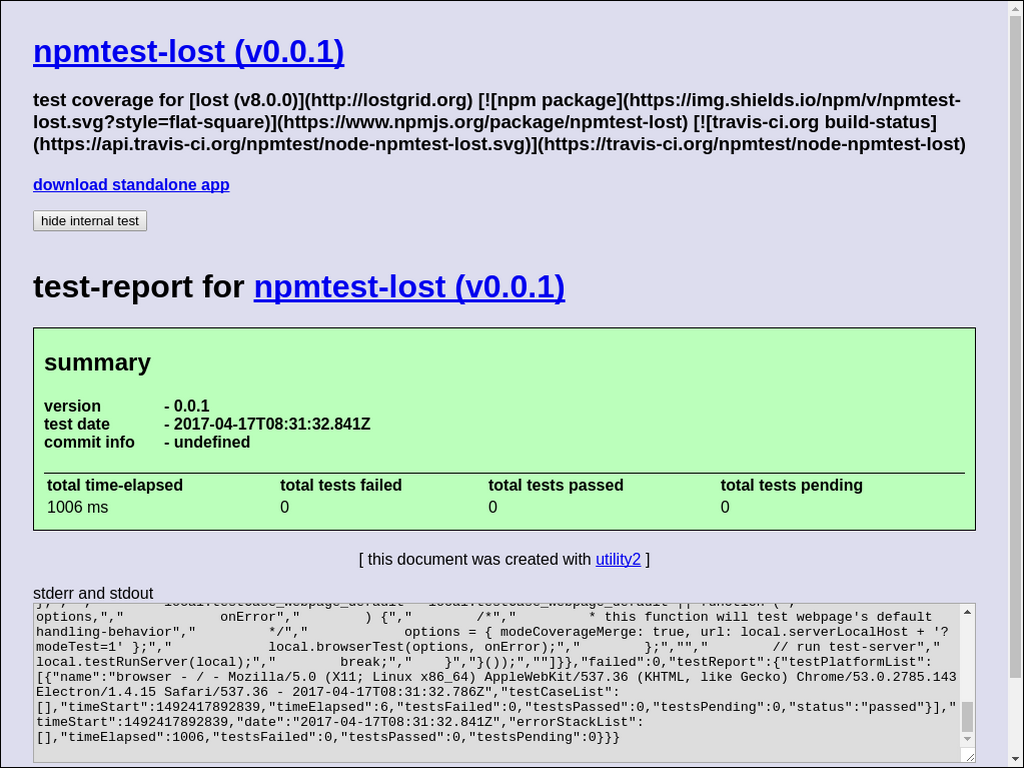 npmtest-lost (v0.0.1)
test coverage for [lost (v8.0.0)](http://lostgrid.org) [![npm package](https://img.shields.io/npm/v/npmtest-
lost.svg?style=flat-square)](https://www.npmjs.org/package/npmtest-lost) [![travis-ci.org build-status]
(https://api.travis-ci.org/npmtest/node-npmtest-lost.svg)](https://travis-ci.org/npmtest/node-npmtest-lost)
download standalone app
hide internal test
test-report for npmtest-lost (v0.0.1)
summary
version - 0.0.1
test date - 2017-04-17T08:31:32.841Z
commit info - undefined
total time-elapsed total tests failed total tests passed total tests pending
1006 ms 0 0 0
[ this document was created with utility2 ]
stderr and stdout
options,","            onError","        ) {","        /*","         * this function will test webpage's default
handling-behavior","         */","            options = { modeCoverageMerge: true, url: local.serverLocalHost + '?
modeTest=1' };","            local.browserTest(options, onError);","        };","","        // run test-server","
local.testRunServer(local);","        break;","    }","}());",""]}},"failed":0,"testReport":{"testPlatformList":
[{"name":"browser - / - Mozilla/5.0 (X11; Linux x86_64) AppleWebKit/537.36 (KHTML, like Gecko) Chrome/53.0.2785.143
Electron/1.4.15 Safari/537.36 - 2017-04-17T08:31:32.786Z","testCaseList":
[],"timeStart":1492417892839,"timeElapsed":6,"testsFailed":0,"testsPassed":0,"testsPending":0,"status":"passed"}],"
timeStart":1492417892839,"date":"2017-04-17T08:31:32.841Z","errorStackList":
[],"timeElapsed":1006,"testsFailed":0,"testsPassed":0,"testsPending":0}}}